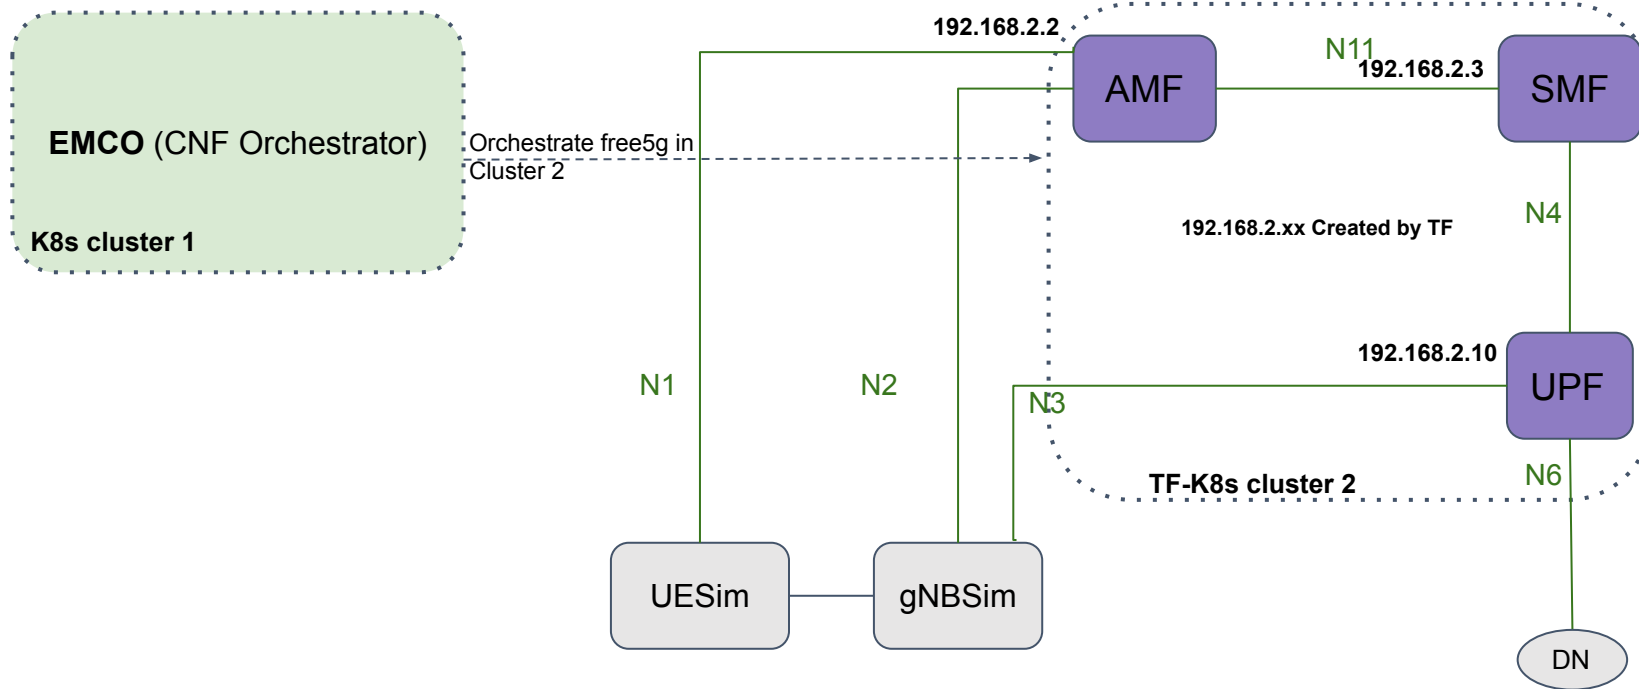 192.168.2.2
N11
192.168.2.3
AMF
SMF
EMCO (CNF Orchestrator)
Orchestrate free5g in
Cluster 2
K8s cluster 1
N4
192.168.2.xx Created by TF
192.168.2.10
N1
N2
N3
UPF
TF-K8s cluster 2
N6
UESim
gNBSim
DN